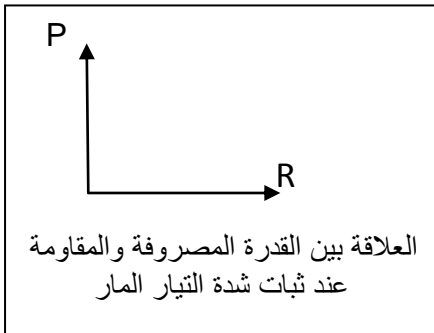 P
R
العلاقة بين القدرة المصروفة والمقاومة
عند ثبات شدة التيار المار